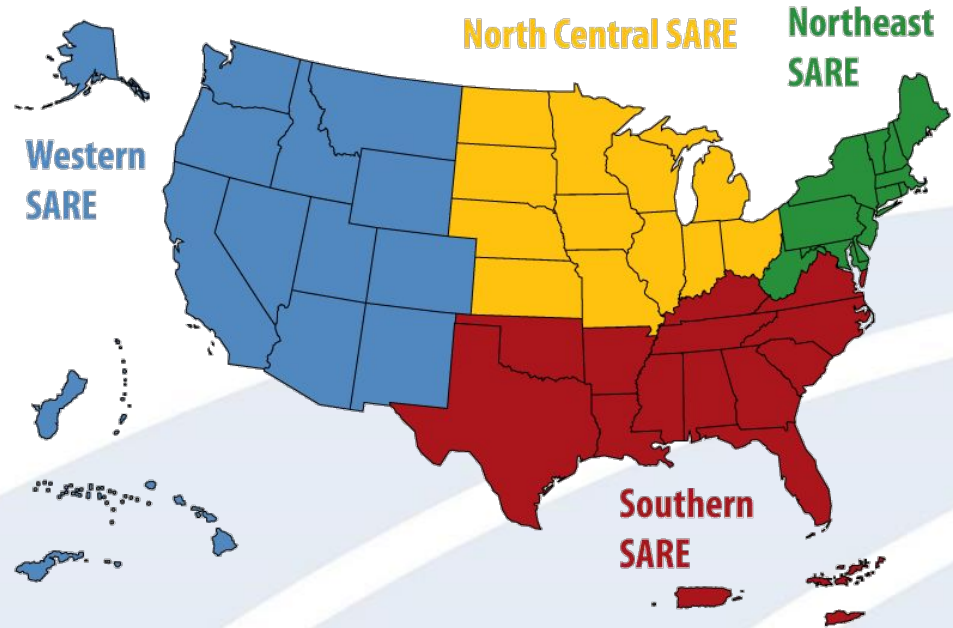 North Central SARE
Northeast
SARE
Western
SARE
Southern
SARE